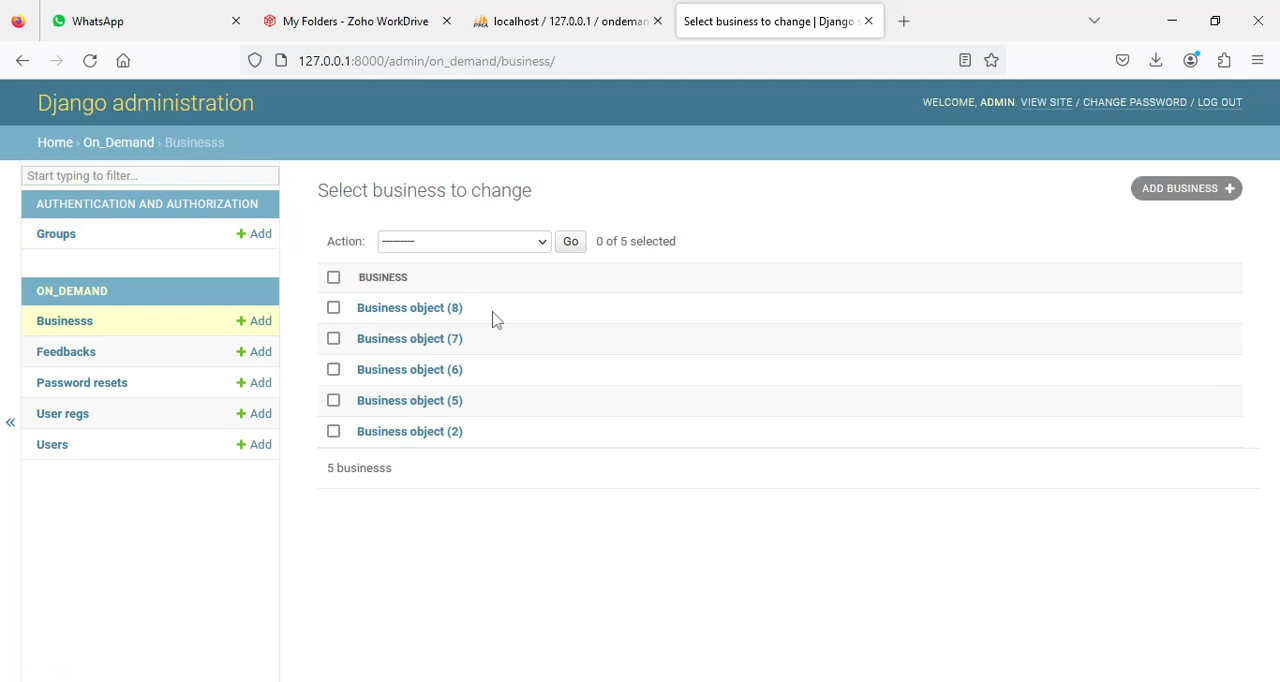 WhatsApp
My Folders - Zoho WorkDrive
localhost / 127.0.0.1 / ondeman
Select business to change | Django s
127.0.0.1:8000/admin/on_demand/business/
Django administration
WELCOME, ADMIN. VIEW SITE / CHANGE PASSWORD / LOG OUT
Home › On_Demand › Businesss
Start typing to filter...
AUTHENTICATION AND AUTHORIZATION
Groups + Add
ON_DEMAND
Businesss + Add
Feedbacks + Add
Password resets + Add
User regs + Add
Users + Add
«
Select business to change
ADD BUSINESS +
Action: --------- Go 0 of 5 selected
BUSINESS
Business object (8)
Business object (7)
Business object (6)
Business object (5)
Business object (2)
5 businesss